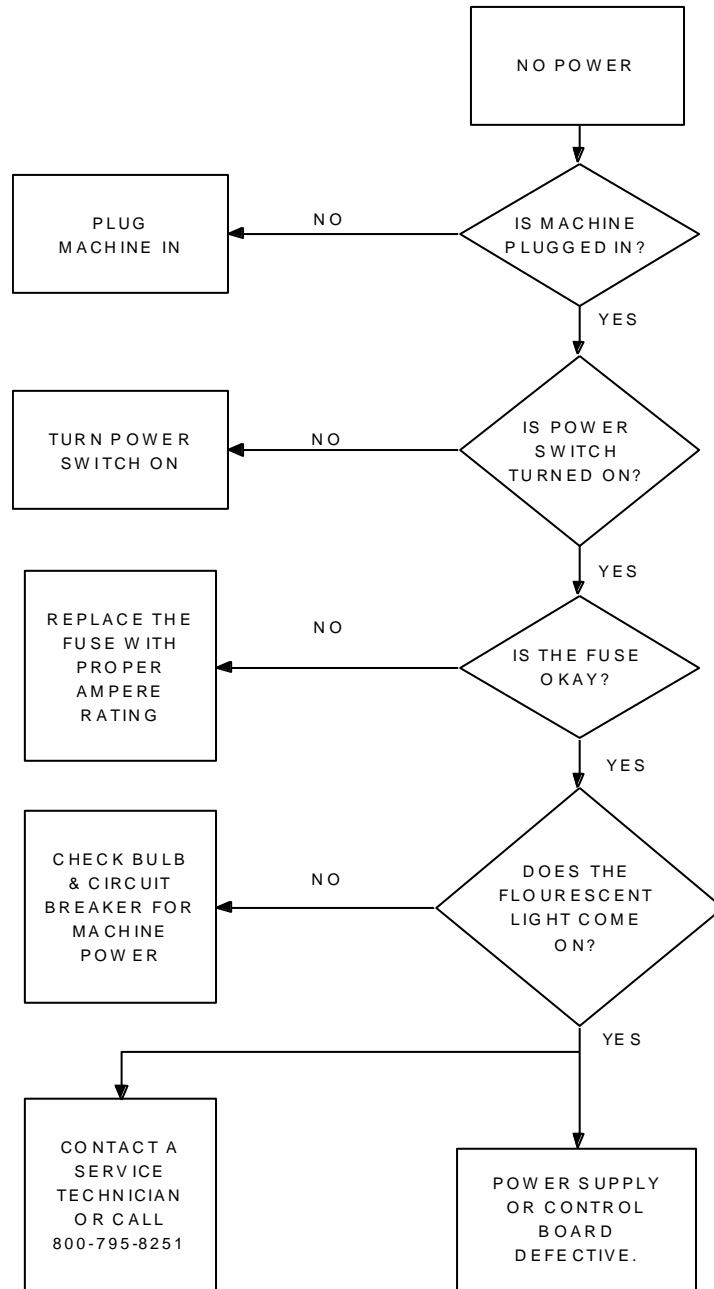 NO POWER
IS MACHINE
PLUGGED IN?
NO
PLUG
MACHINE IN
YES
IS POWER
SWITCH
TURNED ON?
NO
TURN POWER
SWITCH ON
YES
IS THE FUSE
OKAY?
NO
REPLACE THE
FUSE WITH
PROPER
AMPERE
RATING
YES
DOES THE
FLOURESCENT
LIGHT COME
ON?
NO
CHECK BULB
& CIRCUIT
BREAKER FOR
MACHINE
POWER
YES
CONTACT A
SERVICE
TECHNICIAN
OR CALL
800-795-8251
POWER SUPPLY
OR CONTROL
BOARD
DEFECTIVE.